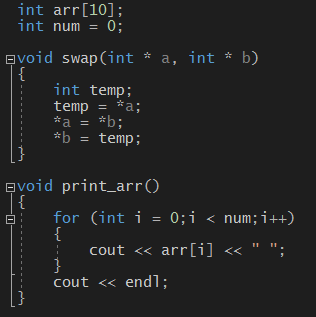 int arr[10];
int num = 0;
void swap(int * a, int * b)
{
int temp;
temp = *a;
*a = *b;
*b = temp;
}
void print_arr()
{
for (int i = 0;i < num;i++)
{
cout << arr[i] << " ";
}
cout << endl;
}